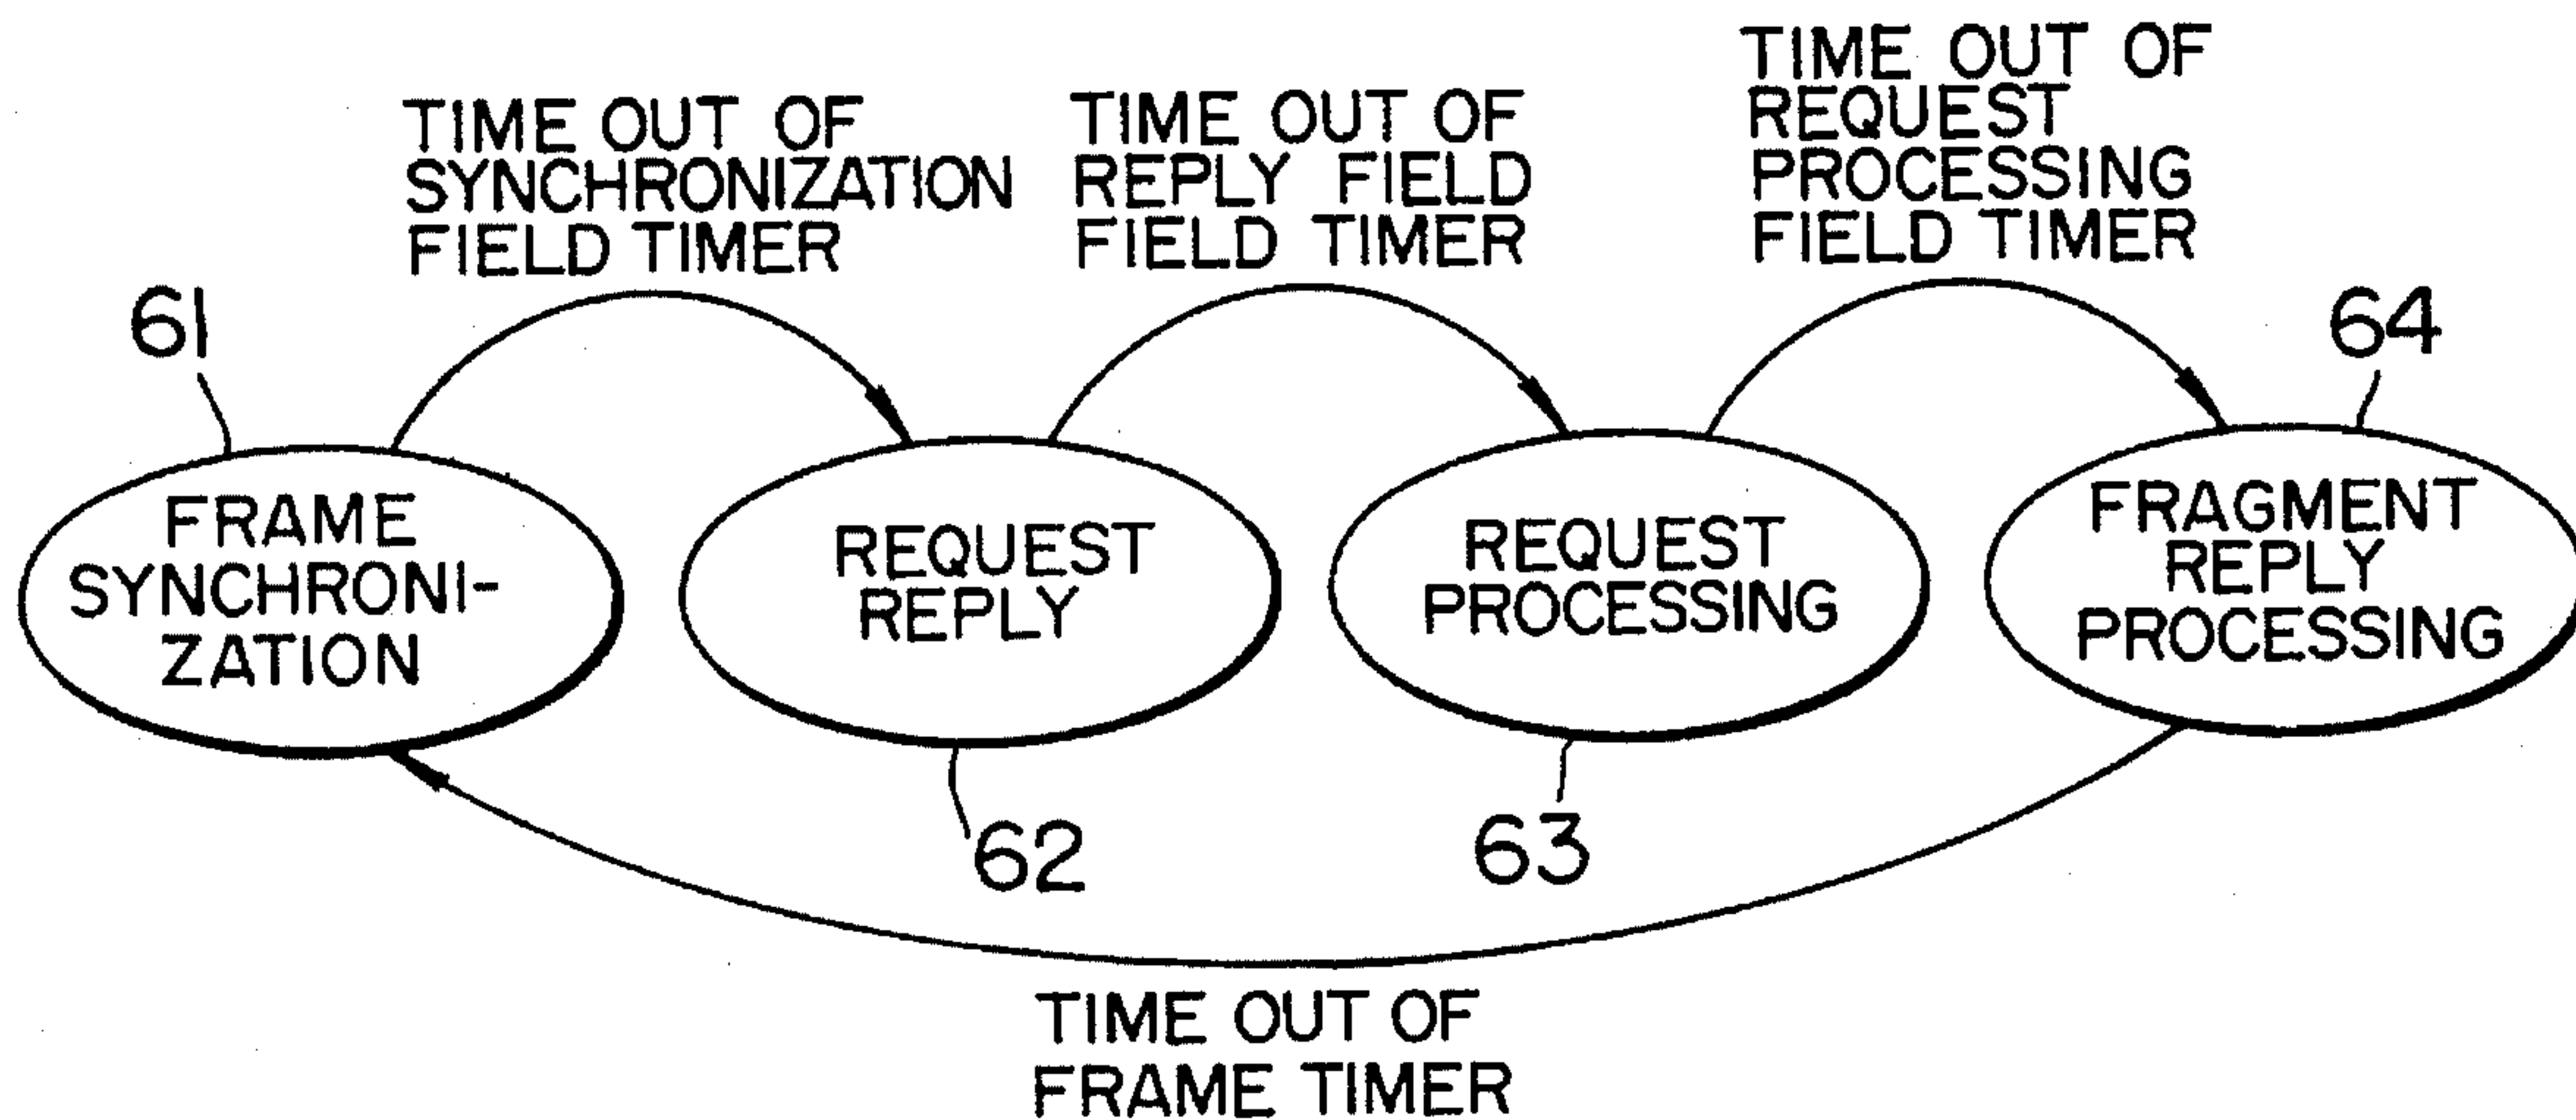 TIME OUT OF
SYNCHRONIZATION
FIELD TIMER
TIME OUT OF
REPLY FIELD
FIELD TIMER
TIME OUT OF
REQUEST
PROCESSING
FIELD TIMER
61
64
FRAME
SYNCHRONI-
ZATION
REQUEST
REPLY
REQUEST
PROCESSING
FRAGMENT
REPLY
PROCESSING
62
63
TIME OUT OF
FRAME TIMER